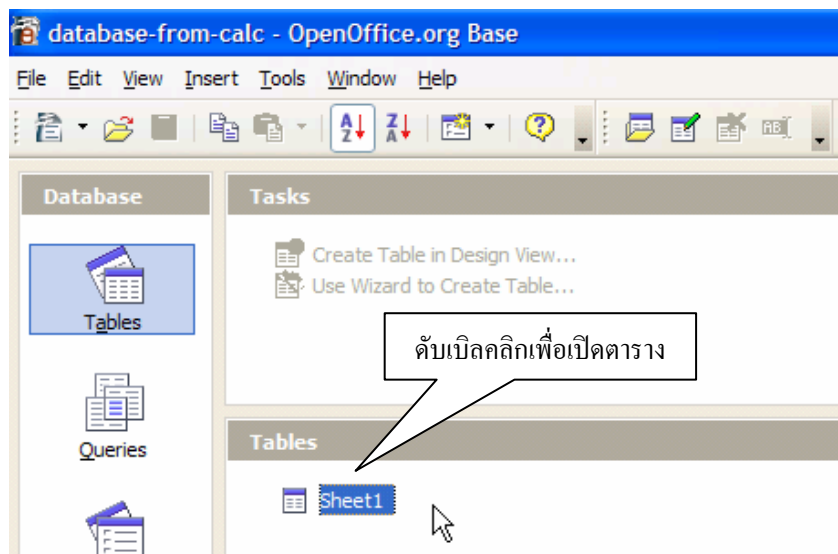 database-from-calc - OpenOffice.org Base
File Edit View Insert Tools Window Help
Database
Tasks
Create Table in Design View...
Use Wizard to Create Table...
Tables
ดับเบิลคลิกเพื่อเปิดตาราง
Queries
Tables
Sheet1